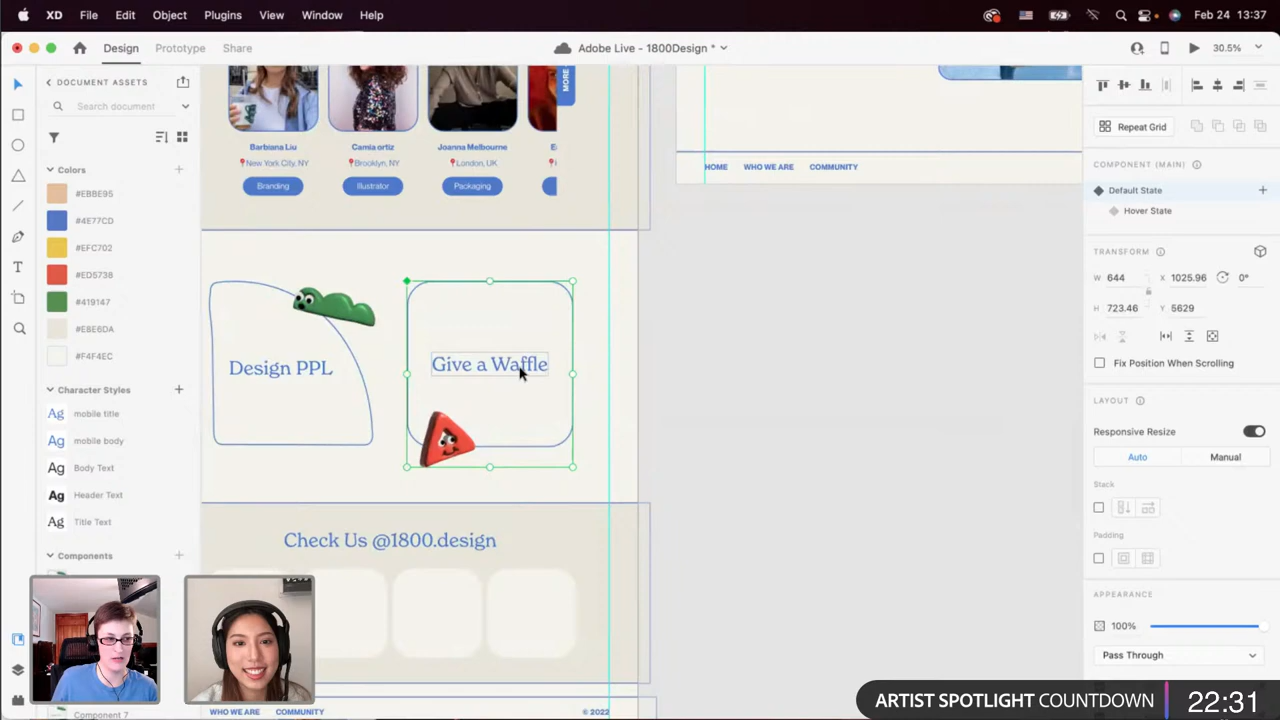 XD File Edit Object Plugins View Window Help
Feb 24 13:37
Design Prototype Share
Adobe Live - 1800Design *
30.5%
DOCUMENT ASSETS
Search document
Colors
#EBBE95
#4E77CD
#EFC702
#ED5738
#419147
#E8E6DA
#F4F4EC
Character Styles
Ag mobile title
Ag mobile body
Ag Body Text
Ag Header Text
Ag Title Text
Components
Component 7
MORE
Barbiana Liu
Camia ortiz
Joanna Melbourne
New York City, NY
Brooklyn, NY
London, UK
Branding
Illustrator
Packaging
HOME WHO WE ARE COMMUNITY
Design PPL
Give a Waffle
Check Us @1800.design
WHO WE ARE COMMUNITY
© 2022
Repeat Grid
COMPONENT (MAIN)
Default State
Hover State
TRANSFORM
W 644 X 1025.96 0°
H 723.46 Y 5629
Fix Position When Scrolling
LAYOUT
Responsive Resize
Auto Manual
Stack
Padding
APPEARANCE
100%
Pass Through
ARTIST SPOTLIGHT COUNTDOWN 22:31